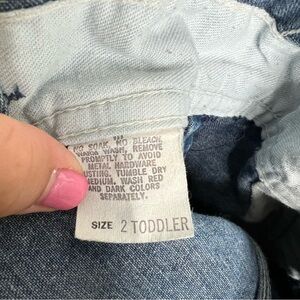 NO SOAK, NO BLEACH,
WARM WASH, REMOVE
PROMPTLY TO AVOID
METAL HARDWARE
RUSTING. TUMBLE DRY
MEDIUM. WASH RED
AND DARK COLORS
SEPARATELY.
SIZE 2 TODDLER